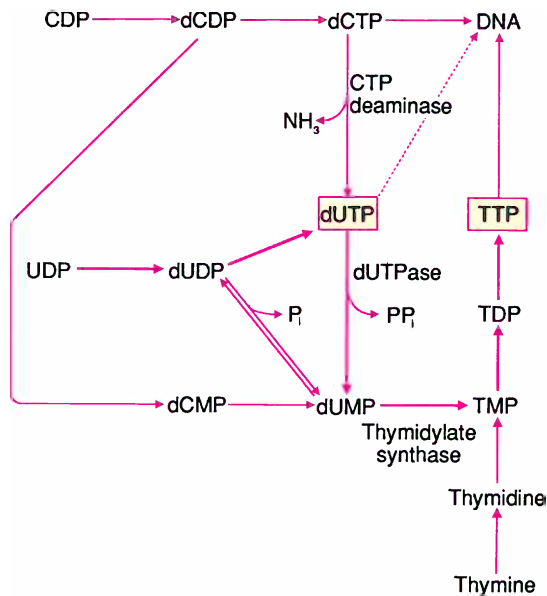 CDP dCDP dCTP DNA
CTP
deaminase
NH₃
dUTP TTP
UDP dUDP dUTPase
Pᵢ PPᵢ TDP
dCMP dUMP TMP
Thymidylate
synthase
Thymidine
Thymine